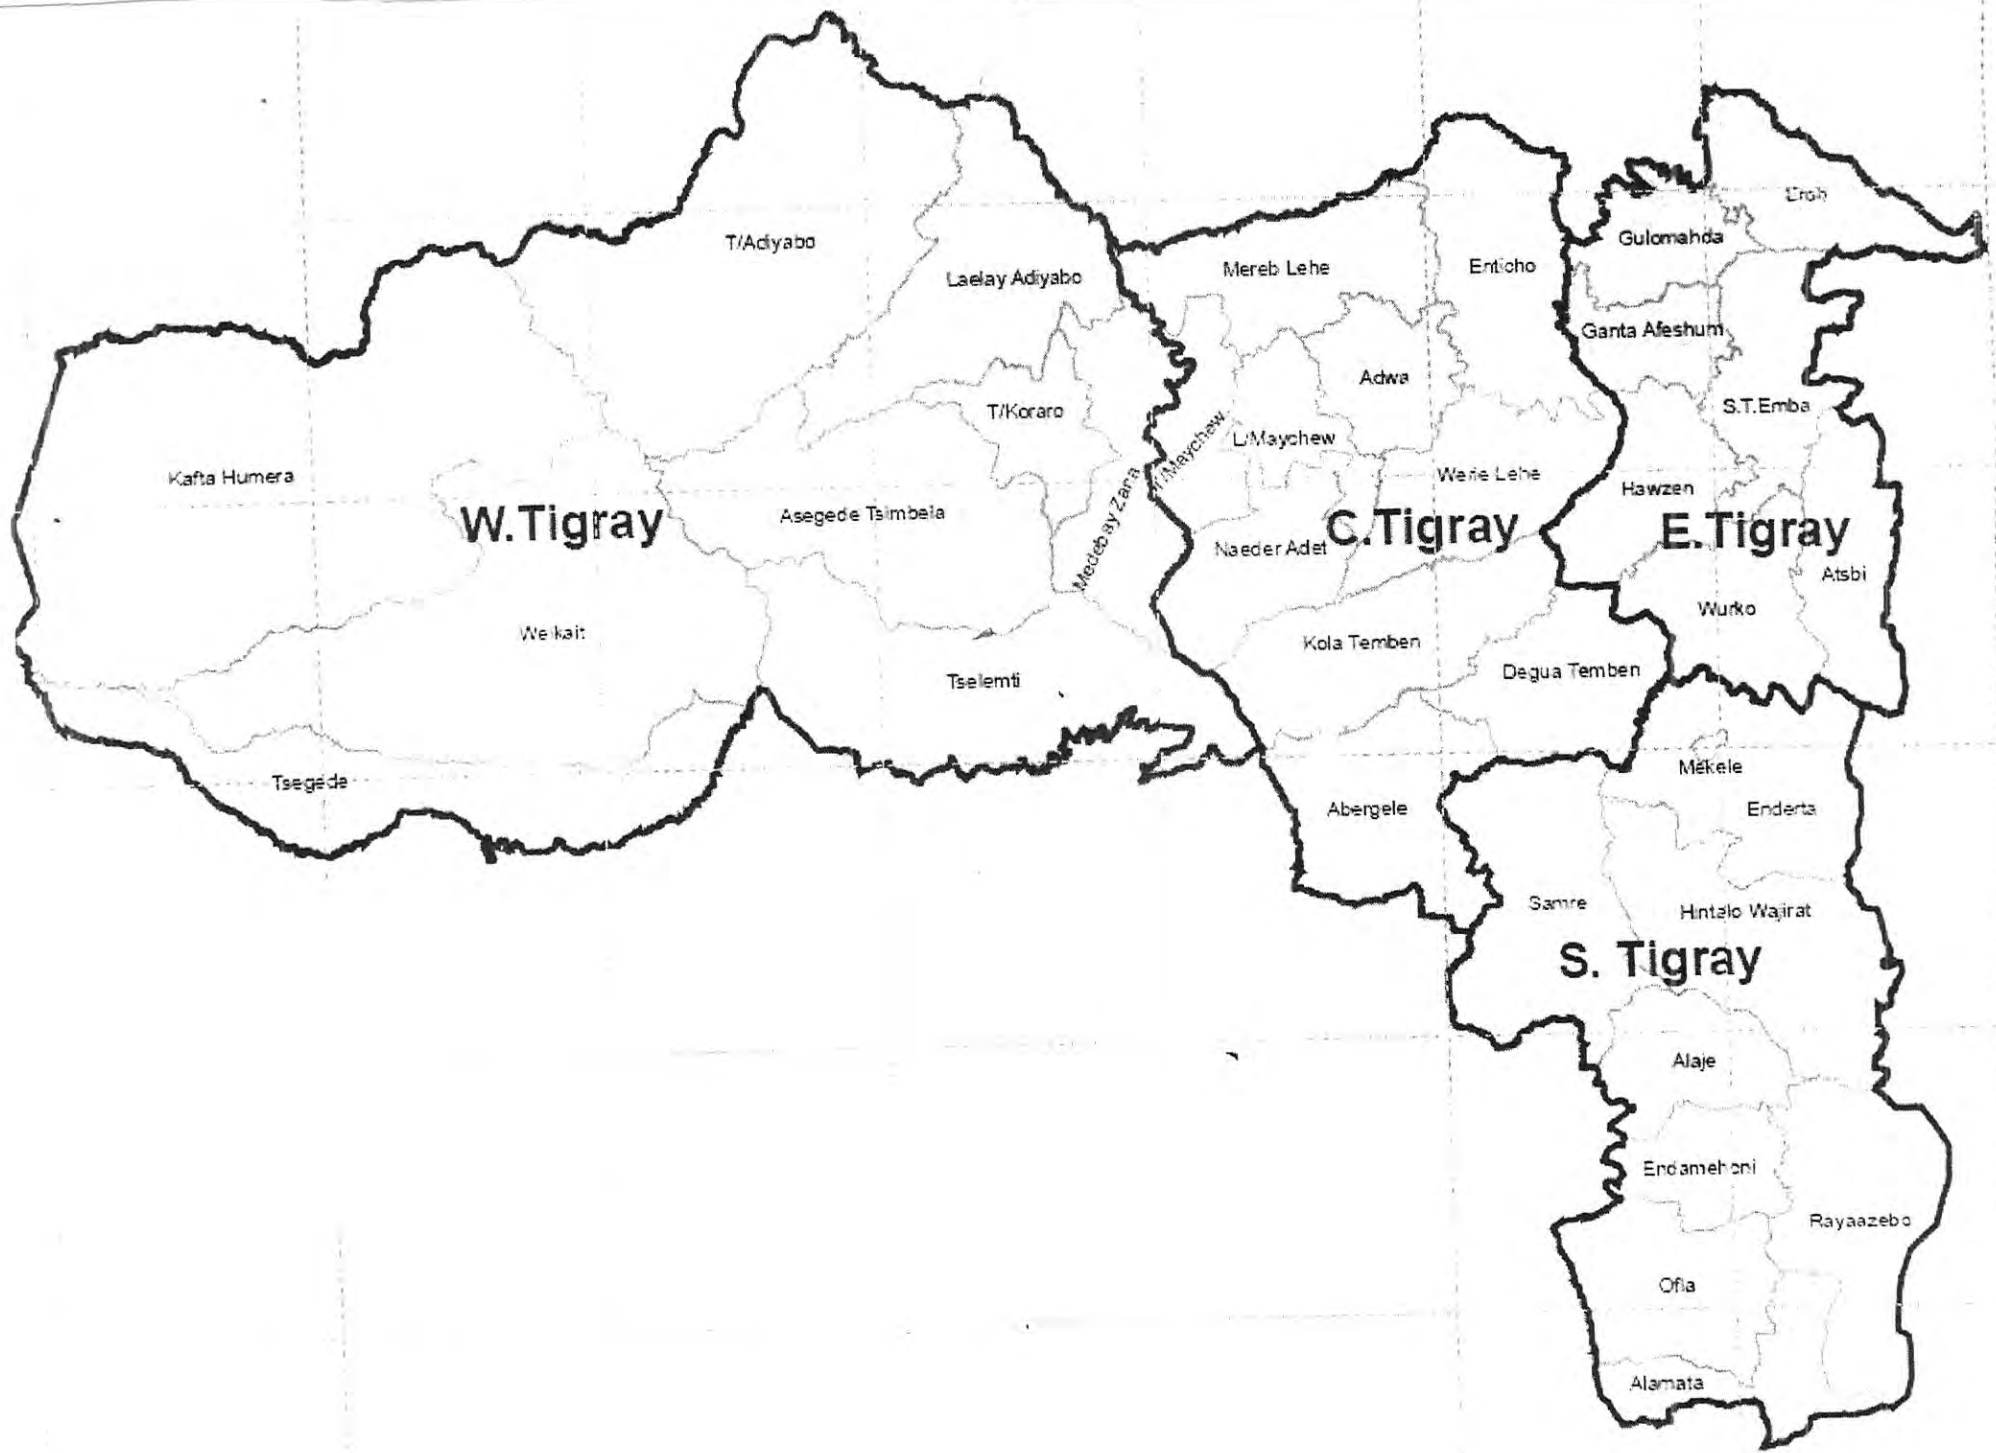 Eroh
Gulomahda
T/Adiyabo
Mereb Lehe
Enticho
Laelay Adiyabo
Ganta Afeshum
Adwa
T/Koraro
S.T.Emba
L/Maychew
T/Maychew
Kafta Humera
Werie Lehe
Hawzen
W.Tigray
Asegede Tsimbela
Medebay Zana
Naeder Adet
C.Tigray
E.Tigray
Atsbi
Wurko
Welkait
Kola Temben
Degua Temben
Tselemti
Tsegede
Mekele
Abergele
Enderta
Samre
Hintalo Wajirat
S. Tigray
Alaje
Endamehoni
Rayaazebo
Ofla
Alamata